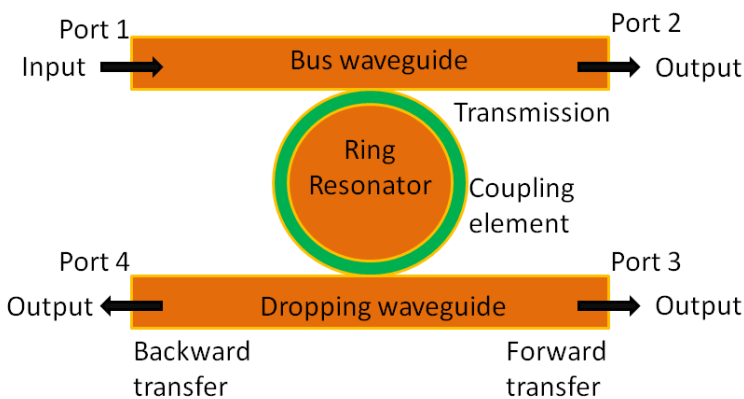 Port 1
Port 2
Input
Bus waveguide
Output
Transmission
Ring
Resonator
Coupling
element
Port 4
Port 3
Output
Dropping waveguide
Output
Backward
transfer
Forward
transfer